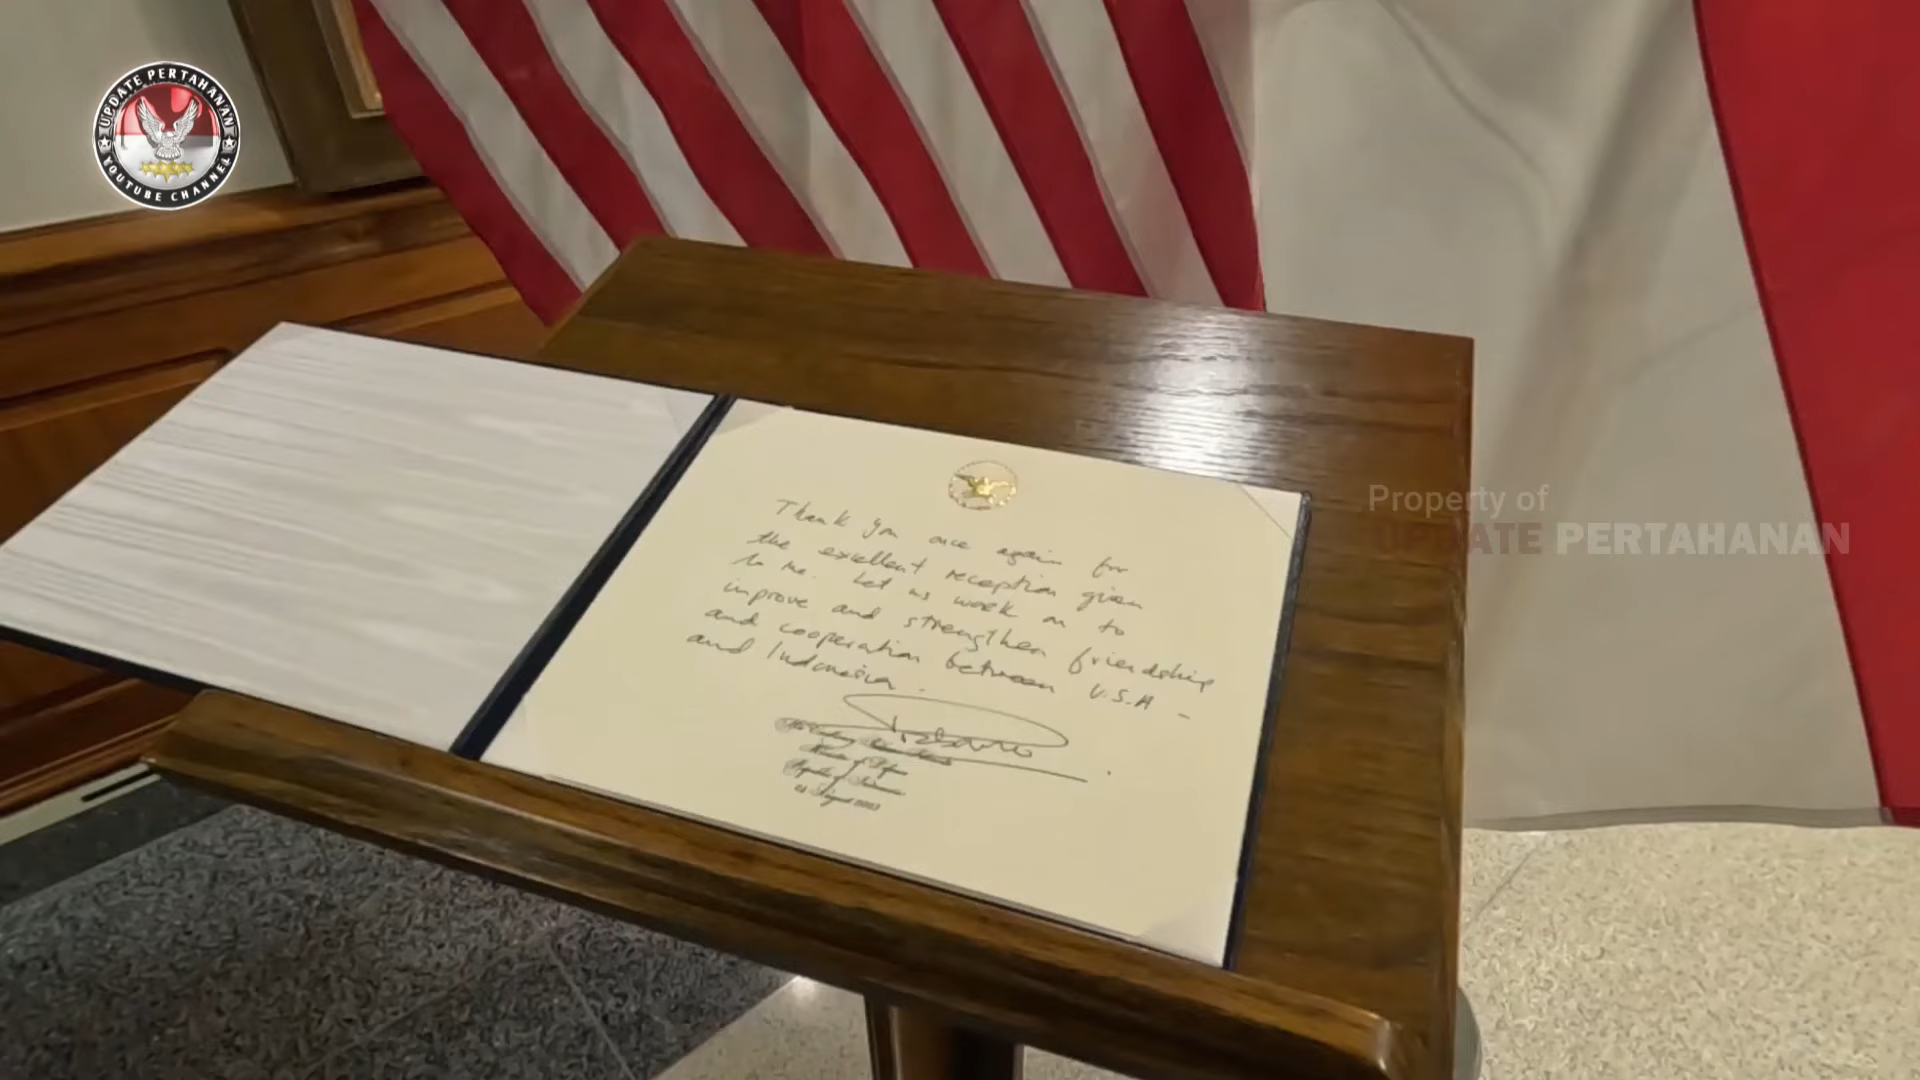 UPDATE PERTAHANAN
YOUTUBE CHANNEL
Thank you once again for
the excellent reception given
to me. Let us work on to
improve and strengthen friendship
and cooperation between U.S.A -
and Indonesia.
Property of
UPDATE PERTAHANAN